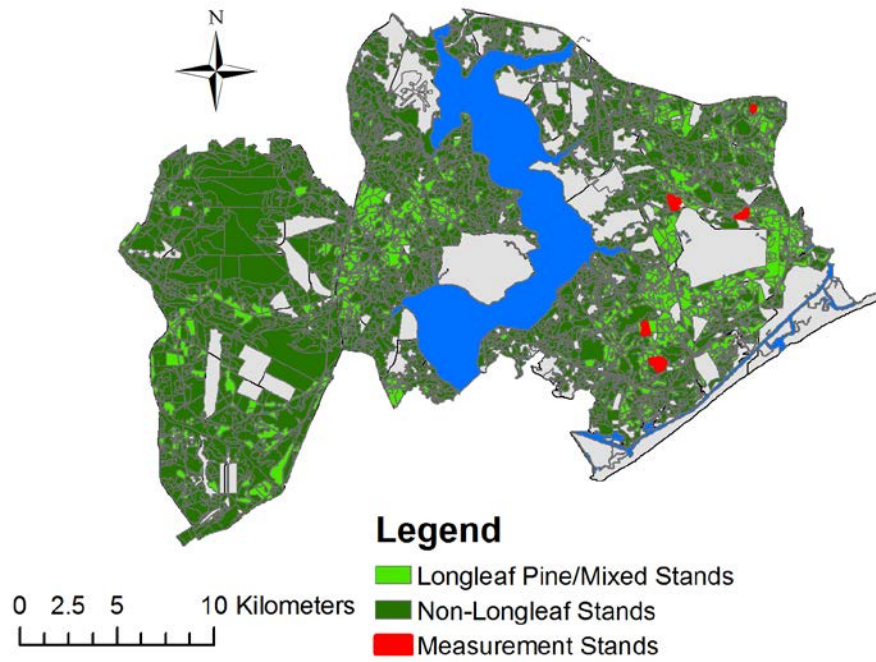 N
Legend
Longleaf Pine/Mixed Stands
Non-Longleaf Stands
Measurement Stands
0 2.5 5 10 Kilometers